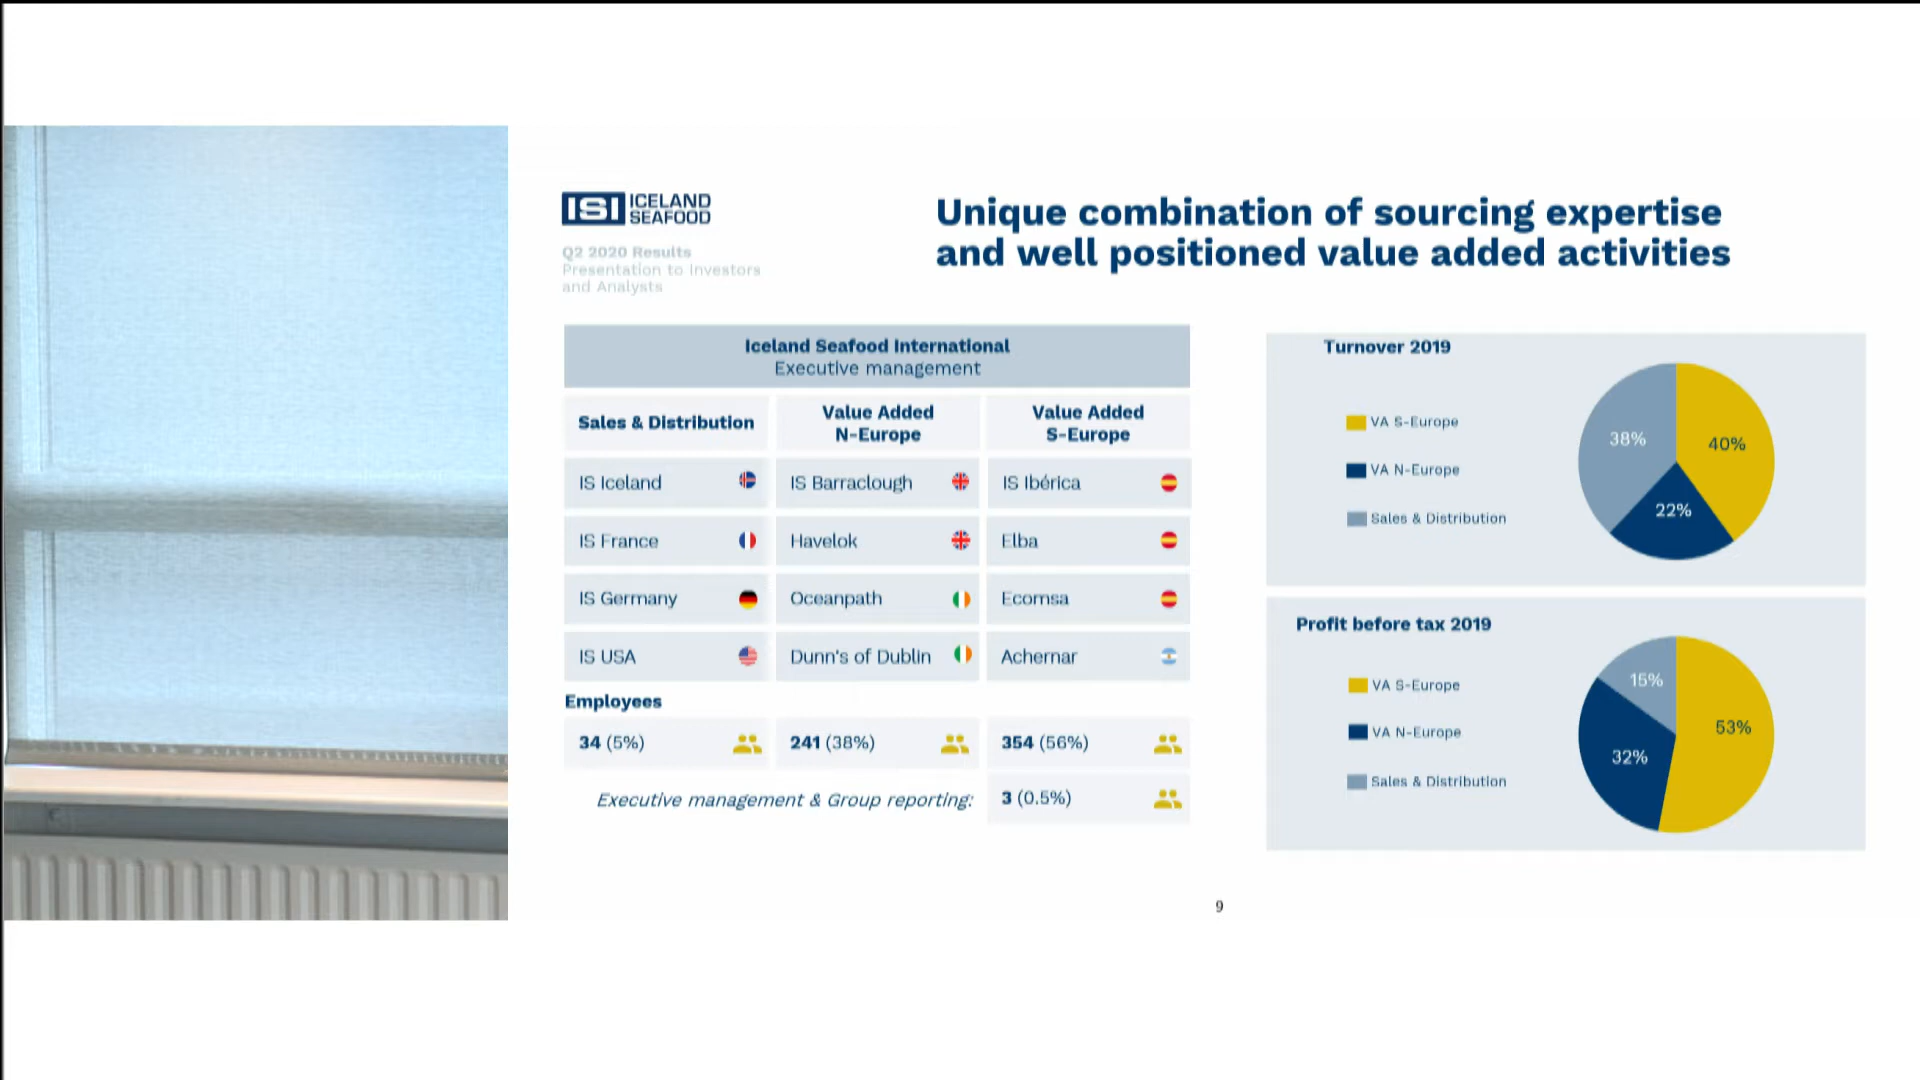 ISI ICELAND
SEAFOOD
Q2 2020 Results
Presentation to Investors
and Analysts
Unique combination of sourcing expertise
and well positioned value added activities
Iceland Seafood International
Executive management
Sales & Distribution
Value Added
N-Europe
Value Added
S-Europe
IS Iceland
IS Barraclough
IS Ibérica
IS France
Havelok
Elba
IS Germany
Oceanpath
Ecomsa
IS USA
Dunn's of Dublin
Achernar
Employees
34 (5%)
241 (38%)
354 (56%)
Executive management & Group reporting:
3 (0.5%)
Turnover 2019
VA S-Europe
VA N-Europe
Sales & Distribution
38%
40%
22%
Profit before tax 2019
VA S-Europe
VA N-Europe
Sales & Distribution
15%
53%
32%
9